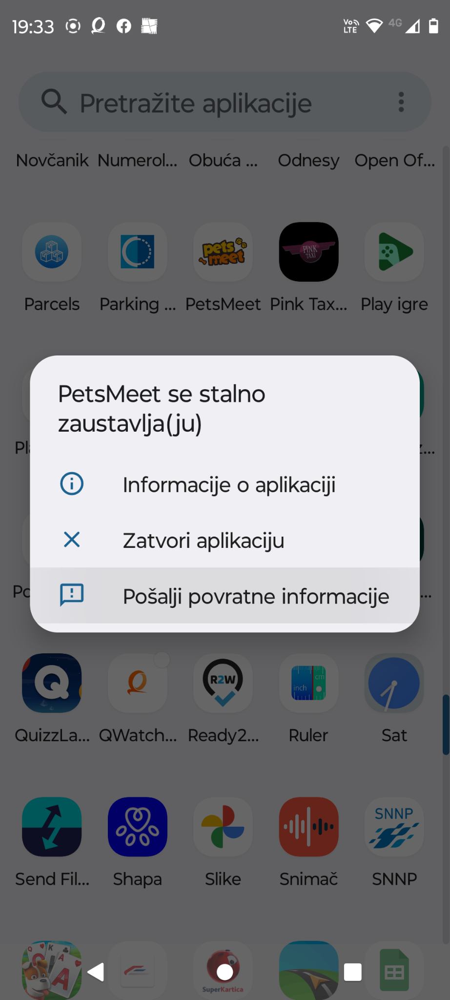 19:33
Vo LTE 4G
Pretražite aplikacije
Novčanik Numerol... Obuća ... Odnesy Open Of...
pets meet
PINK TAXI
Parcels Parking ... PetsMeet Pink Tax... Play igre
PetsMeet se stalno
zaustavlja(ju)
Informacije o aplikaciji
Zatvori aplikaciju
Pošalji povratne informacije
R2W
inch cm
QuizzLa... QWatch... Ready2... Ruler Sat
SNNP
Send Fil... Shapa Slike Snimač SNNP
Q K A A
SuperKartica